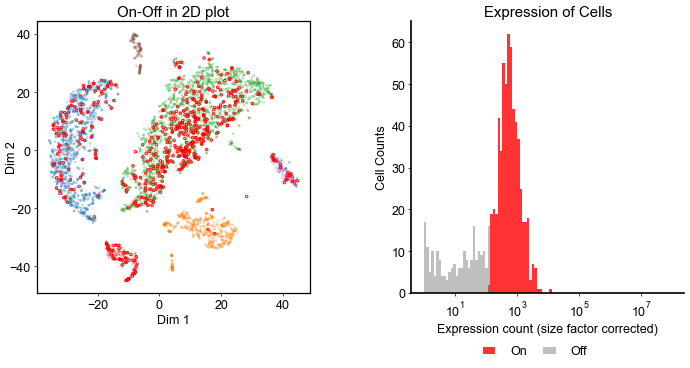 On-Off in 2D plot
Dim 2
40
20
0
−20
−40
−20
0
20
40
Dim 1
Expression of Cells
Cell Counts
60
50
40
30
20
10
0
10^1
10^3
10^5
10^7
Expression count (size factor corrected)
On
Off